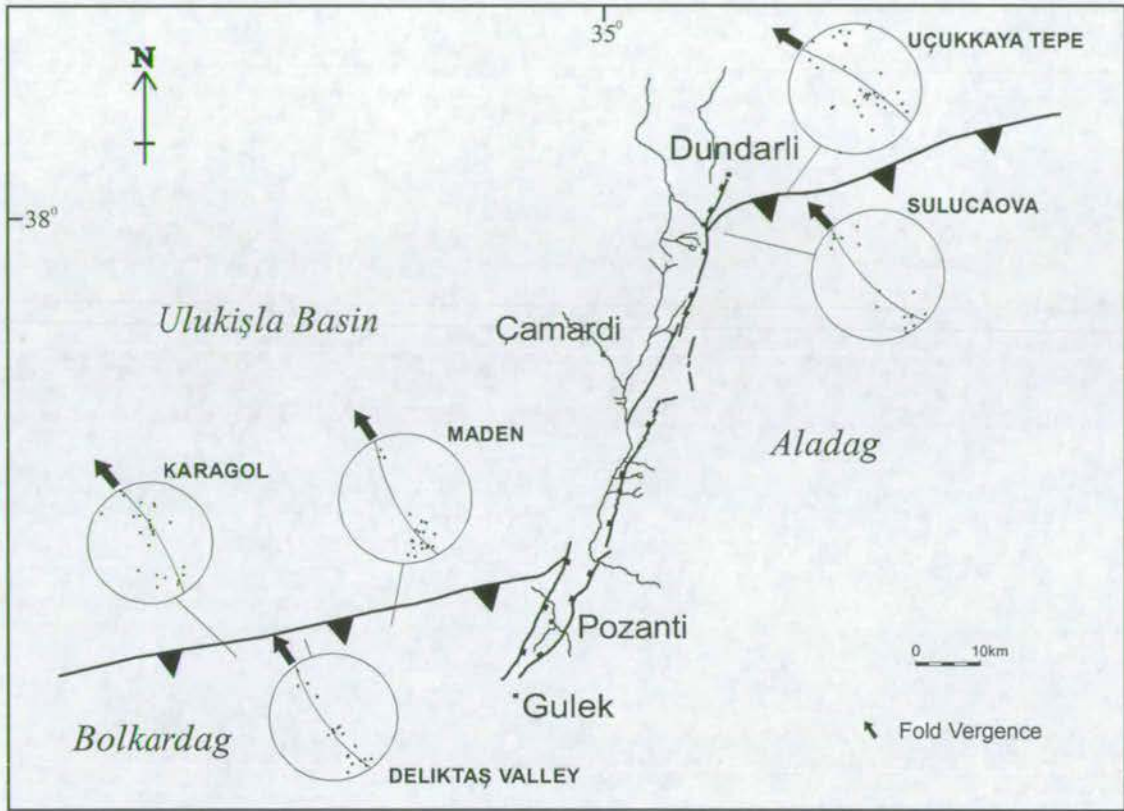 35°
UÇUKKAYA TEPE
N
Dundarli
38°
SULUCAOVA
Ulukişla Basin
Çamardi
MADEN
Aladag
KARAGOL
Pozanti
0 10km
Gulek
Fold Vergence
Bolkardag
DELIKTAŞ VALLEY